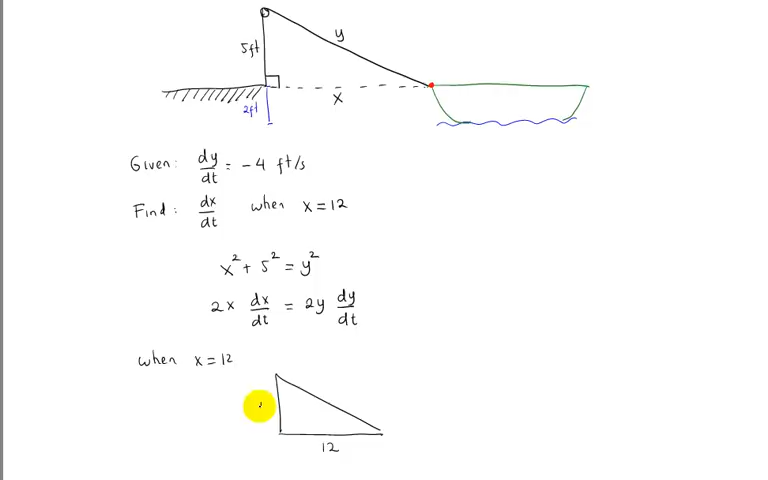 5ft
y
x
2ft
Given: dy/dt = -4 ft/s
Find: dx/dt when x=12
x² + 5² = y²
2x dx/dt = 2y dy/dt
when x=12
12